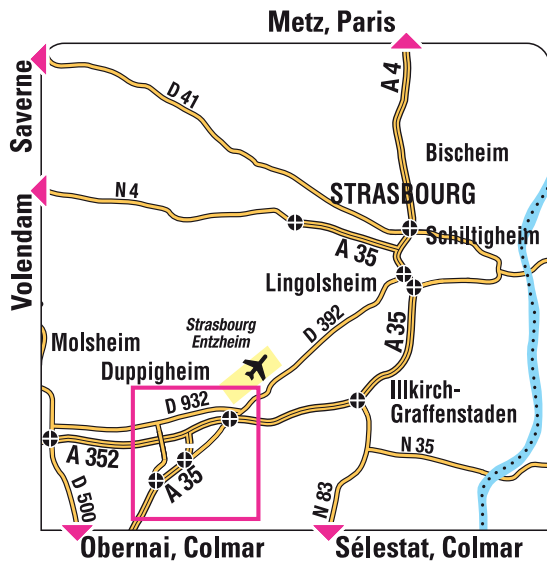 Metz, Paris
Saverne
D 41
A 4
Bischeim
N 4
STRASBOURG
Volendam
A 35
Schiltigheim
Lingolsheim
Strasbourg
Entzheim
D 392
A 35
Molsheim
Duppigheim
D 932
Illkirch-
Graffenstaden
A 352
A 35
N 35
D 500
N 83
Obernai, Colmar
Sélestat, Colmar